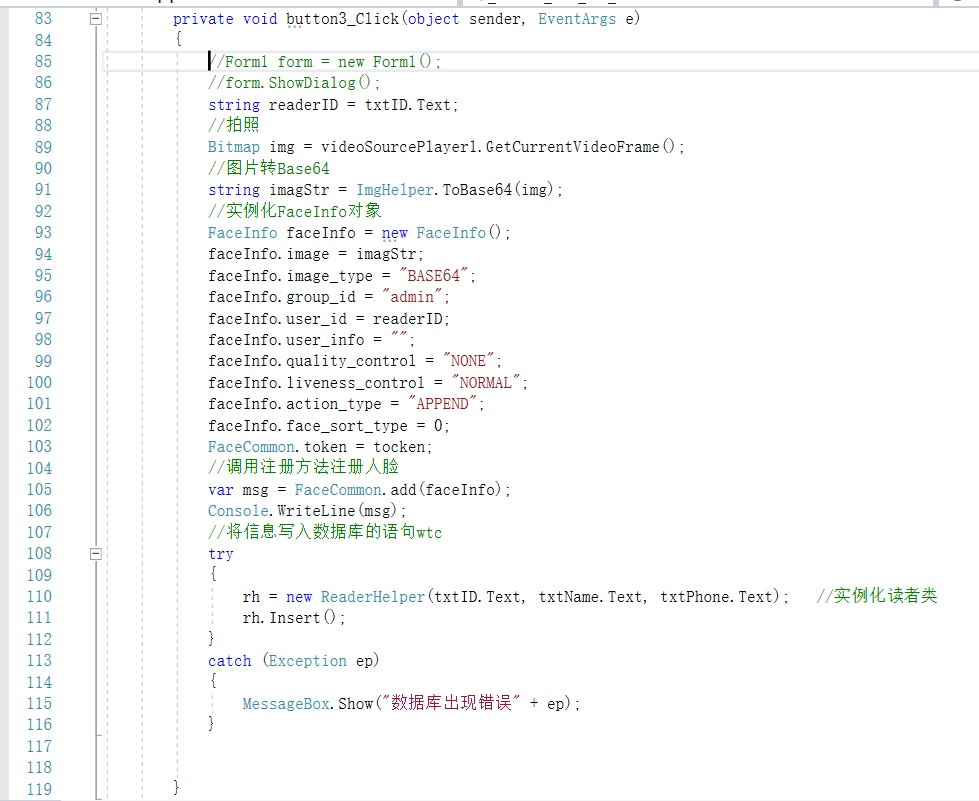 83 private void button3_Click(object sender, EventArgs e)
84 {
85 //Form1 form = new Form1();
86 //form.ShowDialog();
87 string readerID = txtID.Text;
88 //拍照
89 Bitmap img = videoSourcePlayer1.GetCurrentVideoFrame();
90 //图片转Base64
91 string imagStr = ImgHelper.ToBase64(img);
92 //实例化FaceInfo对象
93 FaceInfo faceInfo = new FaceInfo();
94 faceInfo.image = imagStr;
95 faceInfo.image_type = "BASE64";
96 faceInfo.group_id = "admin";
97 faceInfo.user_id = readerID;
98 faceInfo.user_info = "";
99 faceInfo.quality_control = "NONE";
100 faceInfo.liveness_control = "NORMAL";
101 faceInfo.action_type = "APPEND";
102 faceInfo.face_sort_type = 0;
103 FaceCommon.token = tocken;
104 //调用注册方法注册人脸
105 var msg = FaceCommon.add(faceInfo);
106 Console.WriteLine(msg);
107 //将信息写入数据库的语句wtc
108 try
109 {
110 rh = new ReaderHelper(txtID.Text, txtName.Text, txtPhone.Text); //实例化读者类
111 rh.Insert();
112 }
113 catch (Exception ep)
114 {
115 MessageBox.Show("数据库出现错误" + ep);
116 }
117
118
119 }